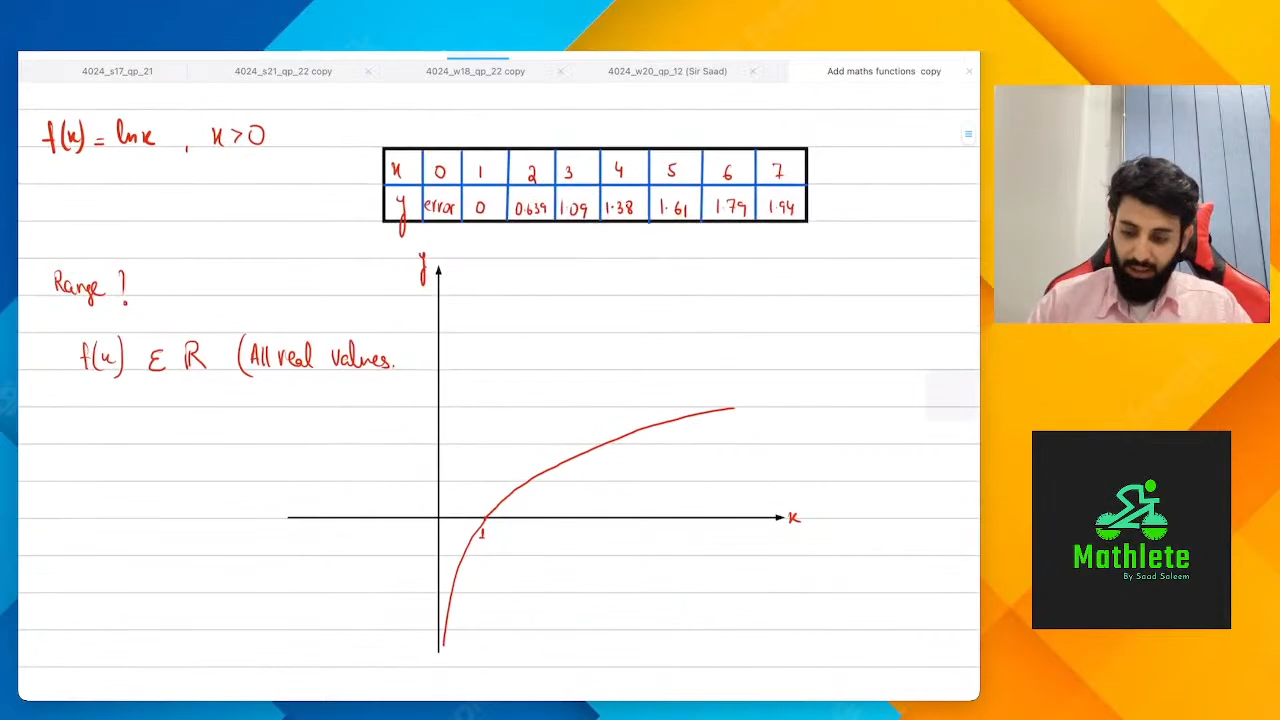 4024_s17_qp_21 4024_s21_qp_22 copy 4024_w18_qp_22 copy 4024_w20_qp_12 (Sir Saad) Add maths functions copy
f(x) = lnx , x > 0
x 0 1 2 3 4 5 6 7
y error 0 0.639 1.09 1.38 1.61 1.79 1.94
y
Range ?
f(x) ε ℝ (All real values.
x
1
Mathlete
By Saad Saleem